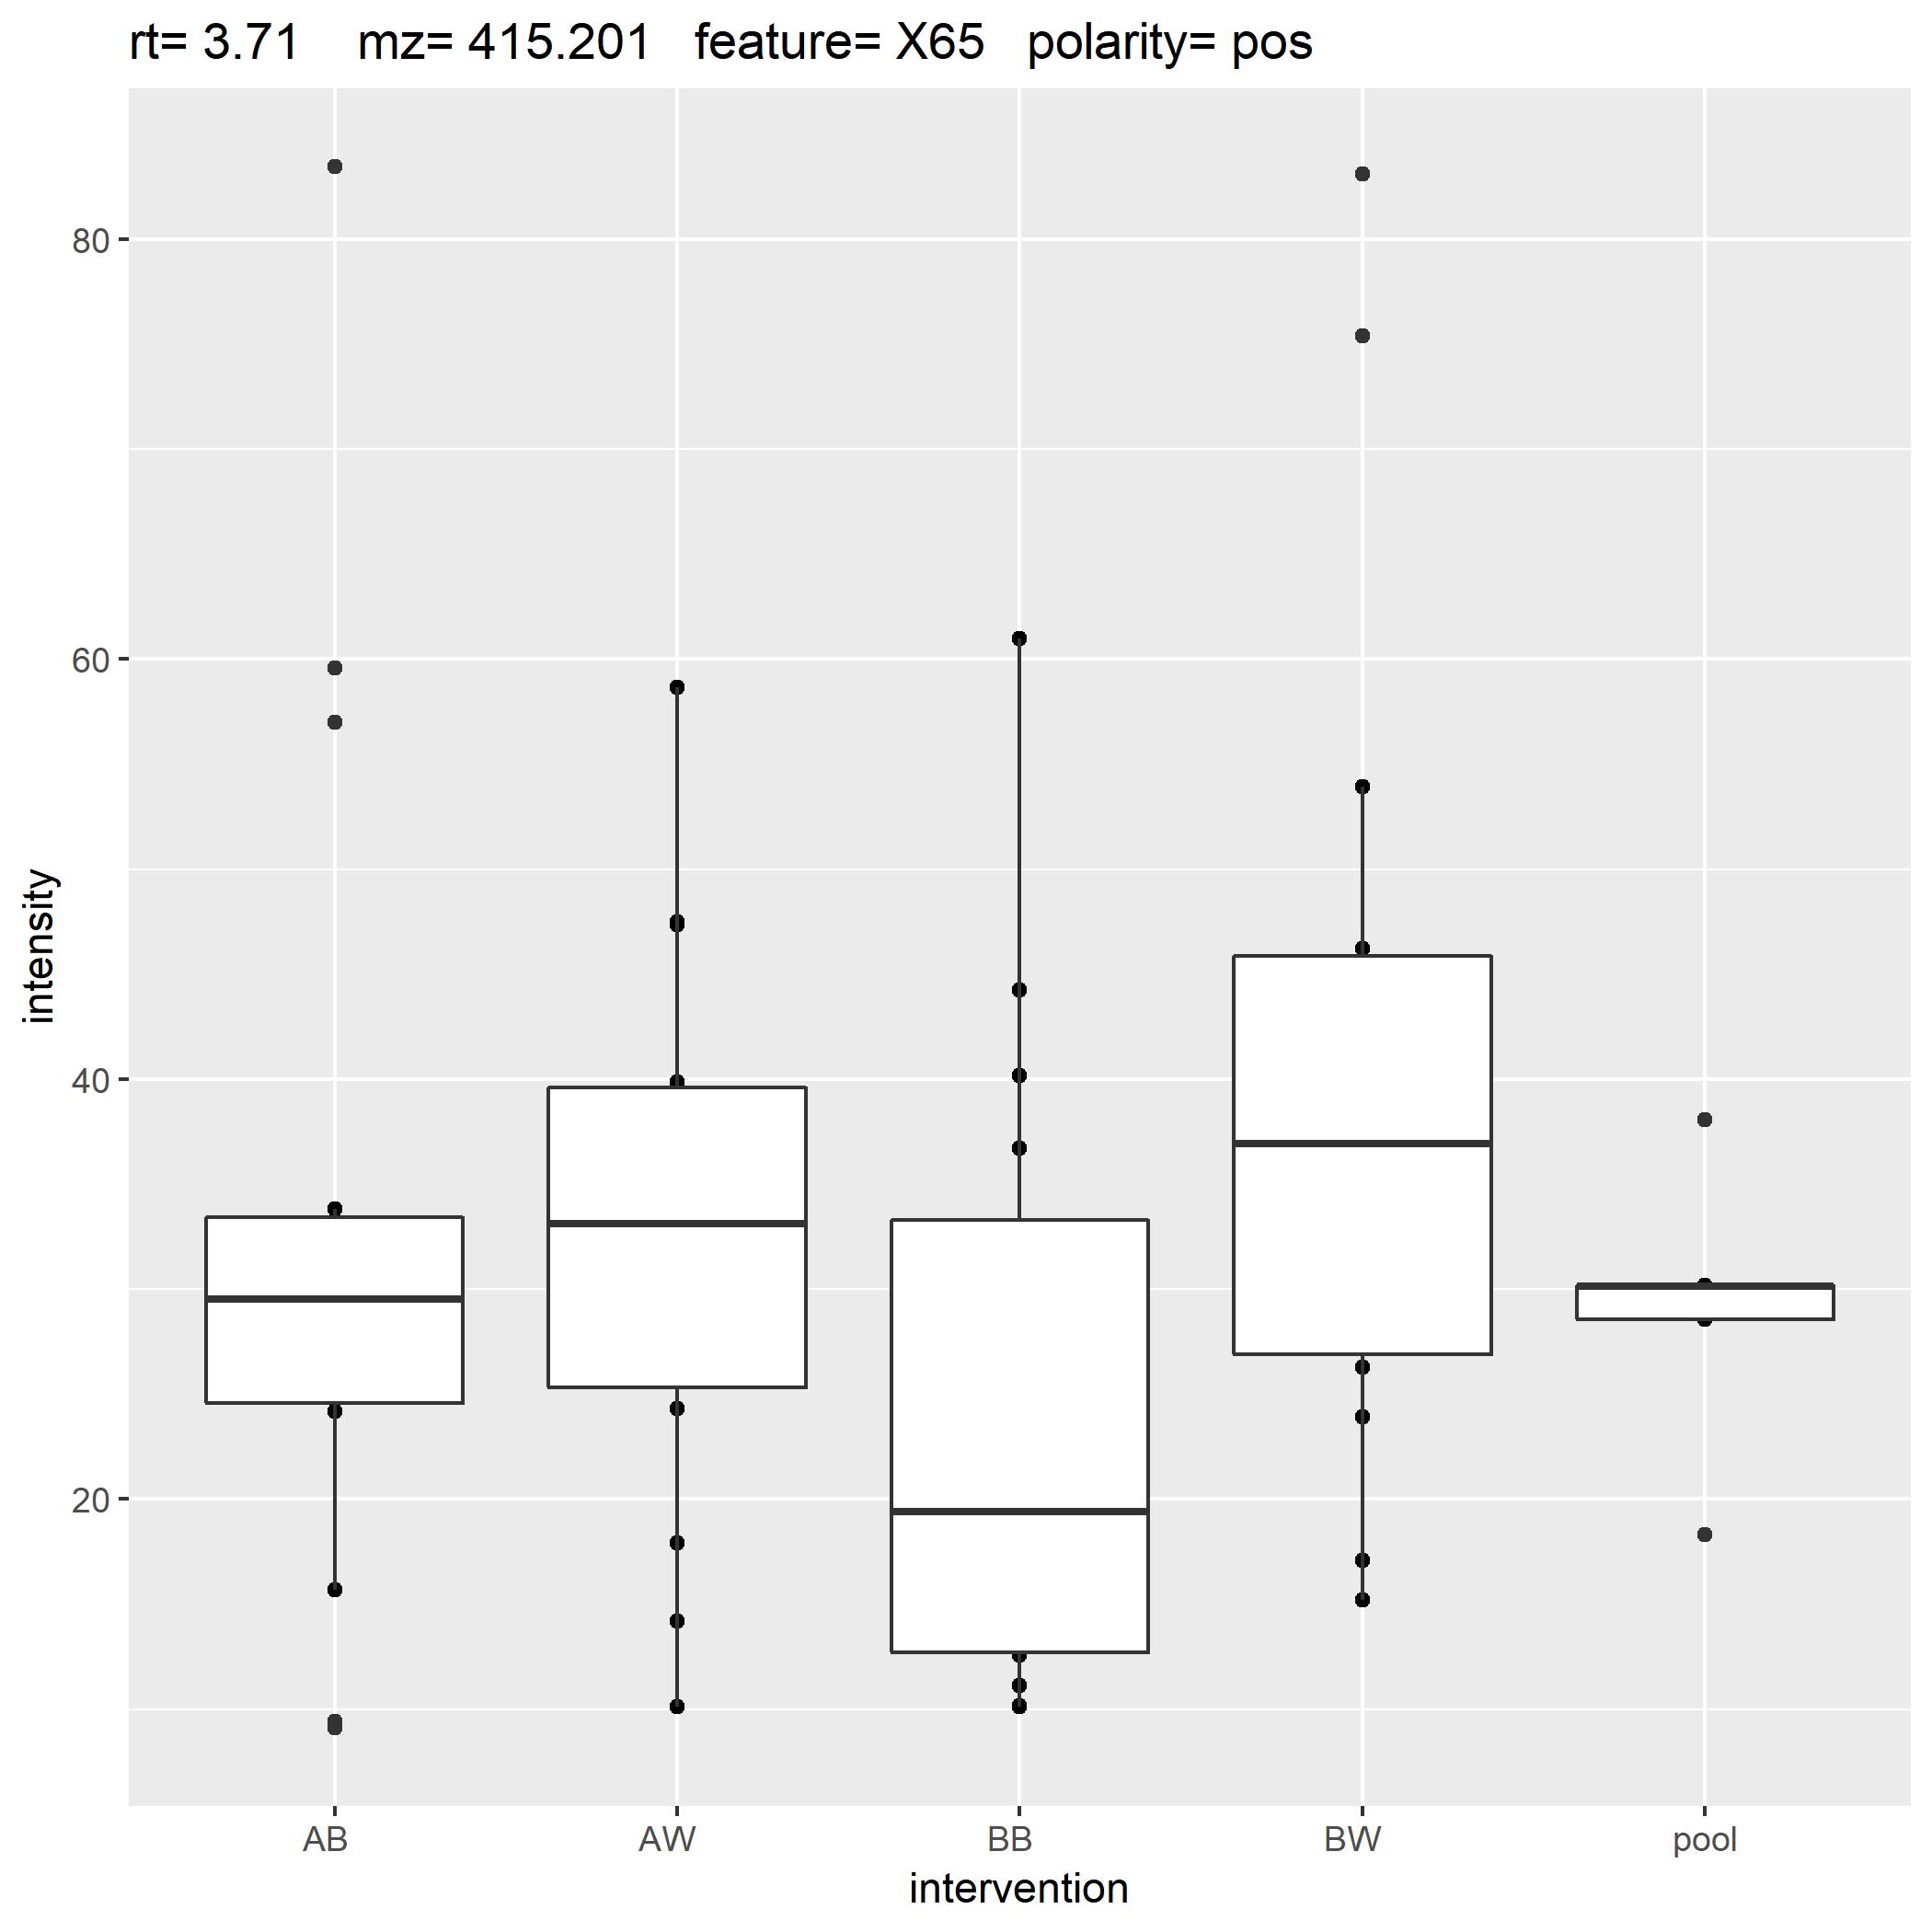 rt= 3.71    mz= 415.201   feature= X65   polarity= pos
80
60
40
20
intensity
AB
AW
BB
BW
pool
intervention